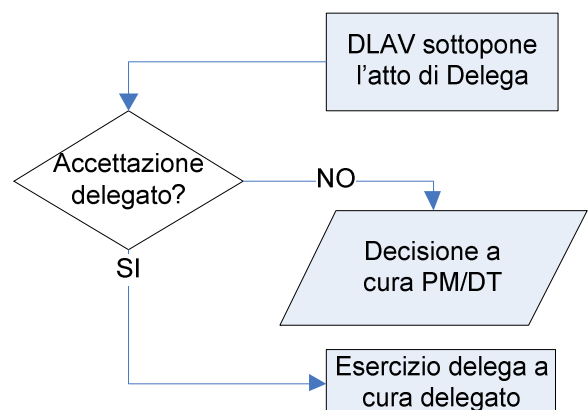 DLAV sottopone
l'atto di Delega
Accettazione
delegato?
NO
Decisione a
cura PM/DT
SI
Esercizio delega a
cura delegato